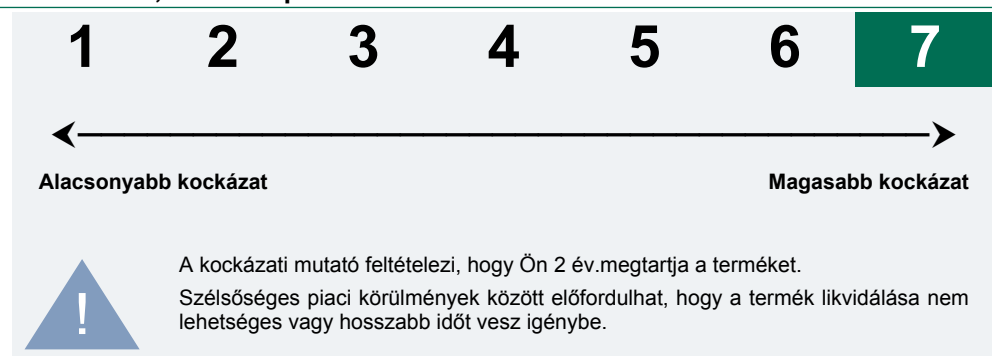 1 2 3 4 5 6 7
Alacsonyabb kockázat Magasabb kockázat
A kockázati mutató feltételezi, hogy Ön 2 év.megtartja a terméket.
Szélsőséges piaci körülmények között előfordulhat, hogy a termék likvidálása nem
lehetséges vagy hosszabb időt vesz igénybe.
!